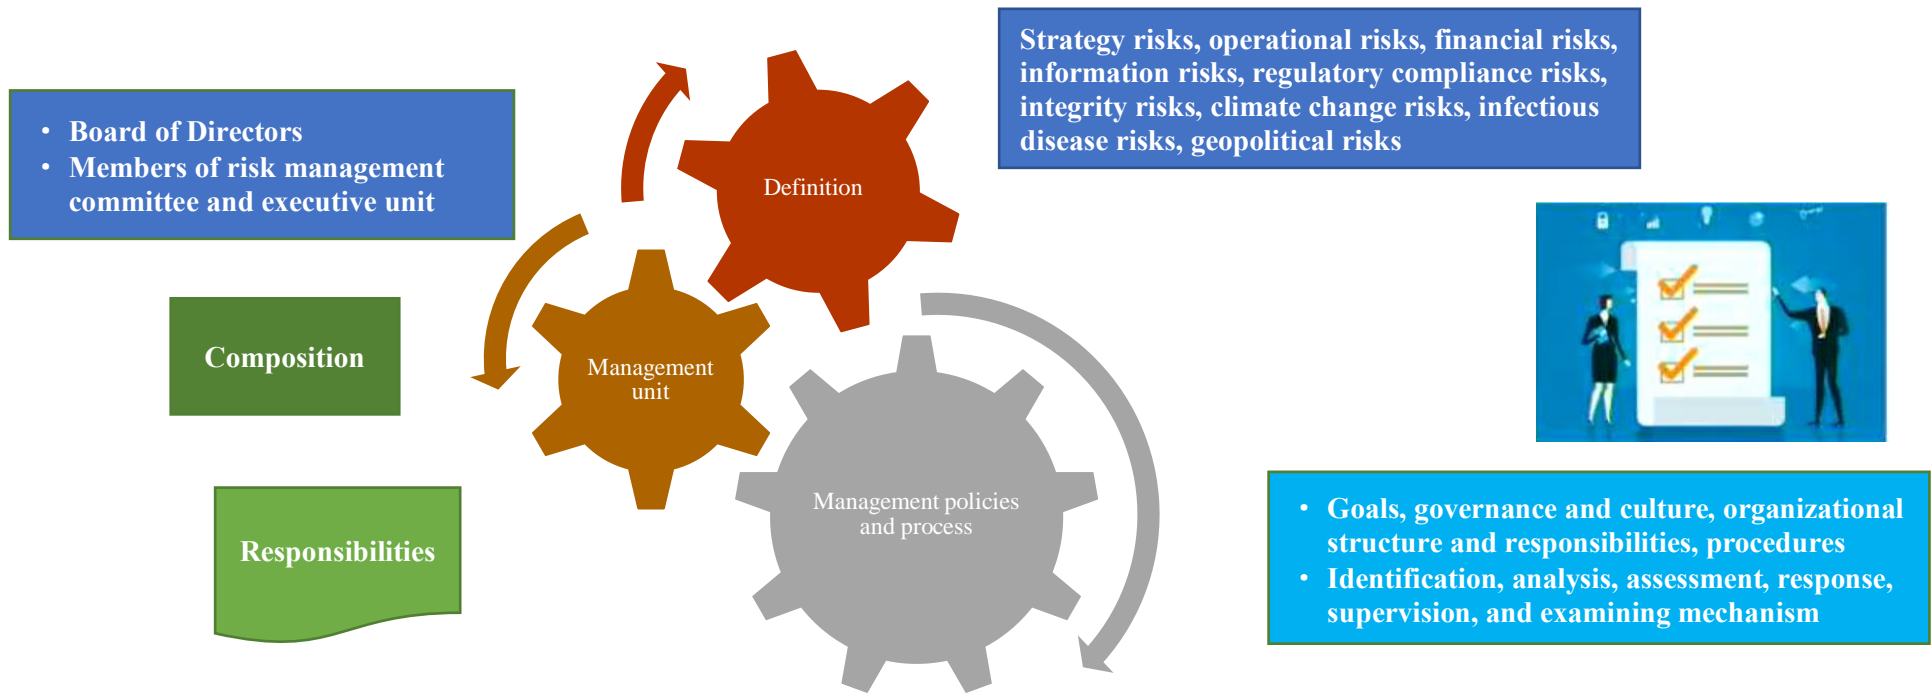 Strategy risks, operational risks, financial risks,
information risks, regulatory compliance risks,
integrity risks, climate change risks, infectious
disease risks, geopolitical risks
• Board of Directors
• Members of risk management
committee and executive unit
Definition
Composition
Management
unit
Management policies
and process
Responsibilities
• Goals, governance and culture, organizational
structure and responsibilities, procedures
• Identification, analysis, assessment, response,
supervision, and examining mechanism